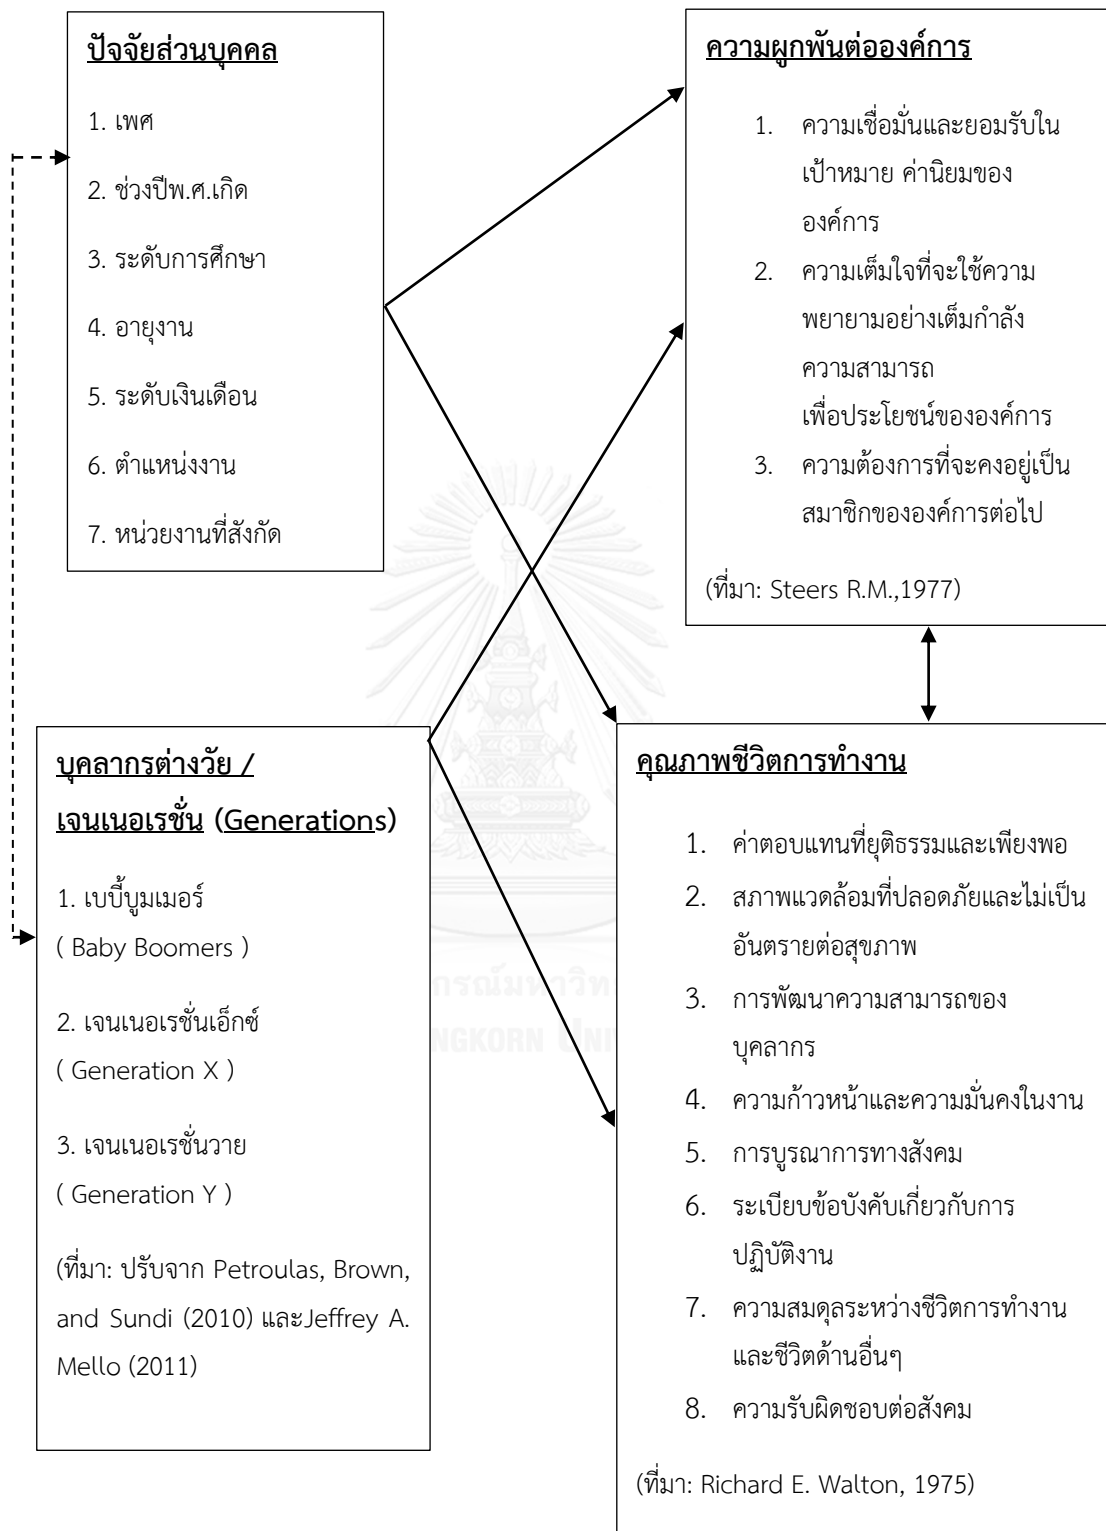 ปัจจัยส่วนบุคคล
1. เพศ
2. ช่วงปีพ.ศ.เกิด
3. ระดับการศึกษา
4. อายุงาน
5. ระดับเงินเดือน
6. ตำแหน่งงาน
7. หน่วยงานที่สังกัด
ความผูกพันต่อองค์การ
1. ความเชื่อมั่นและยอมรับใน
เป้าหมาย ค่านิยมของ
องค์การ
2. ความเต็มใจที่จะใช้ความ
พยายามอย่างเต็มกำลัง
ความสามารถ
เพื่อประโยชน์ขององค์การ
3. ความต้องการที่จะคงอยู่เป็น
สมาชิกขององค์การต่อไป
(ที่มา: Steers R.M.,1977)
บุคลากรต่างวัย /
เจนเนอเรชั่น (Generations)
1. เบบี้บูมเมอร์
( Baby Boomers )
2. เจนเนอเรชั่นเอ็กซ์
( Generation X )
3. เจนเนอเรชั่นวาย
( Generation Y )
(ที่มา: ปรับจาก Petroulas, Brown,
and Sundi (2010) และJeffrey A.
Mello (2011)
คุณภาพชีวิตการทำงาน
1. ค่าตอบแทนที่ยุติธรรมและเพียงพอ
2. สภาพแวดล้อมที่ปลอดภัยและไม่เป็น
อันตรายต่อสุขภาพ
3. การพัฒนาความสามารถของ
บุคลากร
4. ความก้าวหน้าและความมั่นคงในงาน
5. การบูรณาการทางสังคม
6. ระเบียบข้อบังคับเกี่ยวกับการ
ปฏิบัติงาน
7. ความสมดุลระหว่างชีวิตการทำงาน
และชีวิตด้านอื่นๆ
8. ความรับผิดชอบต่อสังคม
(ที่มา: Richard E. Walton, 1975)
กรณ์มหาวิท
NGKORN UNI